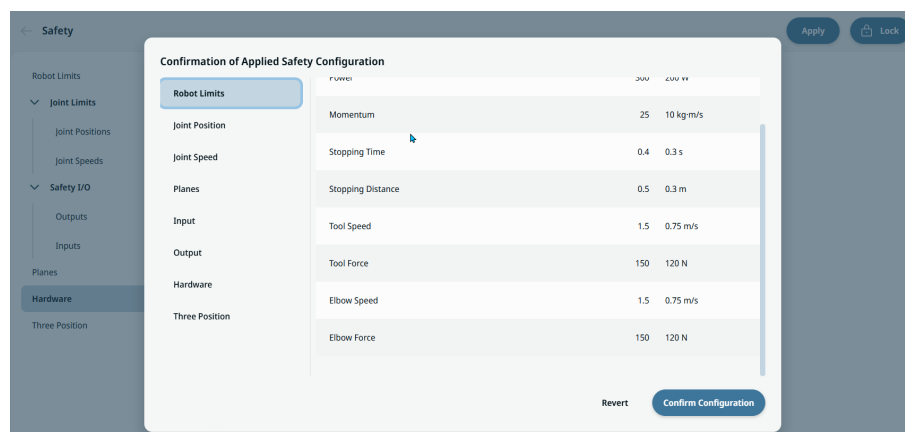 Safety
Apply
Lock
Robot Limits
Joint Limits
Joint Positions
Joint Speeds
Safety I/O
Outputs
Inputs
Planes
Hardware
Three Position
Confirmation of Applied Safety Configuration
Robot Limits
Joint Position
Joint Speed
Planes
Input
Output
Hardware
Three Position
Power 300 200 W
Momentum 25 10 kg·m/s
Stopping Time 0.4 0.3 s
Stopping Distance 0.5 0.3 m
Tool Speed 1.5 0.75 m/s
Tool Force 150 120 N
Elbow Speed 1.5 0.75 m/s
Elbow Force 150 120 N
Revert
Confirm Configuration